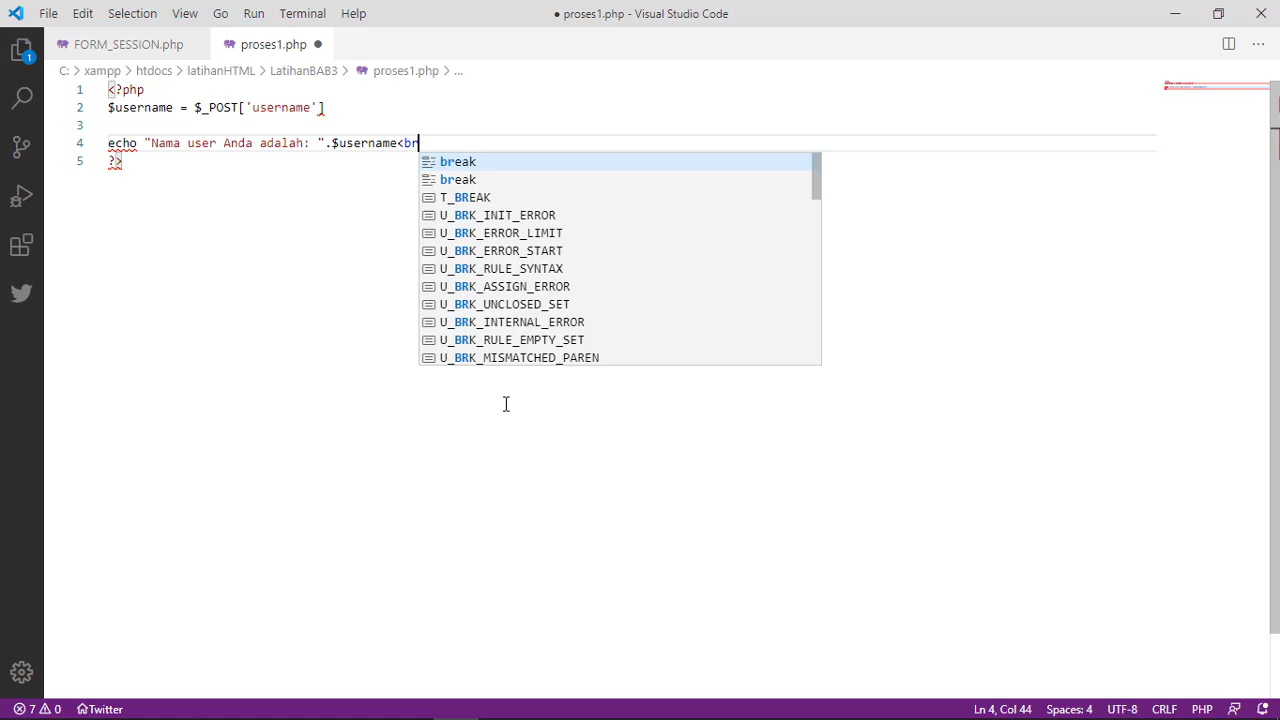 File Edit Selection View Go Run Terminal Help ● proses1.php - Visual Studio Code
FORM_SESSION.php proses1.php ●
C: > xampp > htdocs > latihanHTML > LatihanBAB3 > proses1.php > ...
1 <?php
2 $username = $_POST['username']
3
4 echo "Nama user Anda adalah: ".$username<br
5 ?>
break
break
T_BREAK
U_BRK_INIT_ERROR
U_BRK_ERROR_LIMIT
U_BRK_ERROR_START
U_BRK_RULE_SYNTAX
U_BRK_ASSIGN_ERROR
U_BRK_UNCLOSED_SET
U_BRK_INTERNAL_ERROR
U_BRK_RULE_EMPTY_SET
U_BRK_MISMATCHED_PAREN
1
7 0 Twitter Ln 4, Col 44 Spaces: 4 UTF-8 CRLF PHP